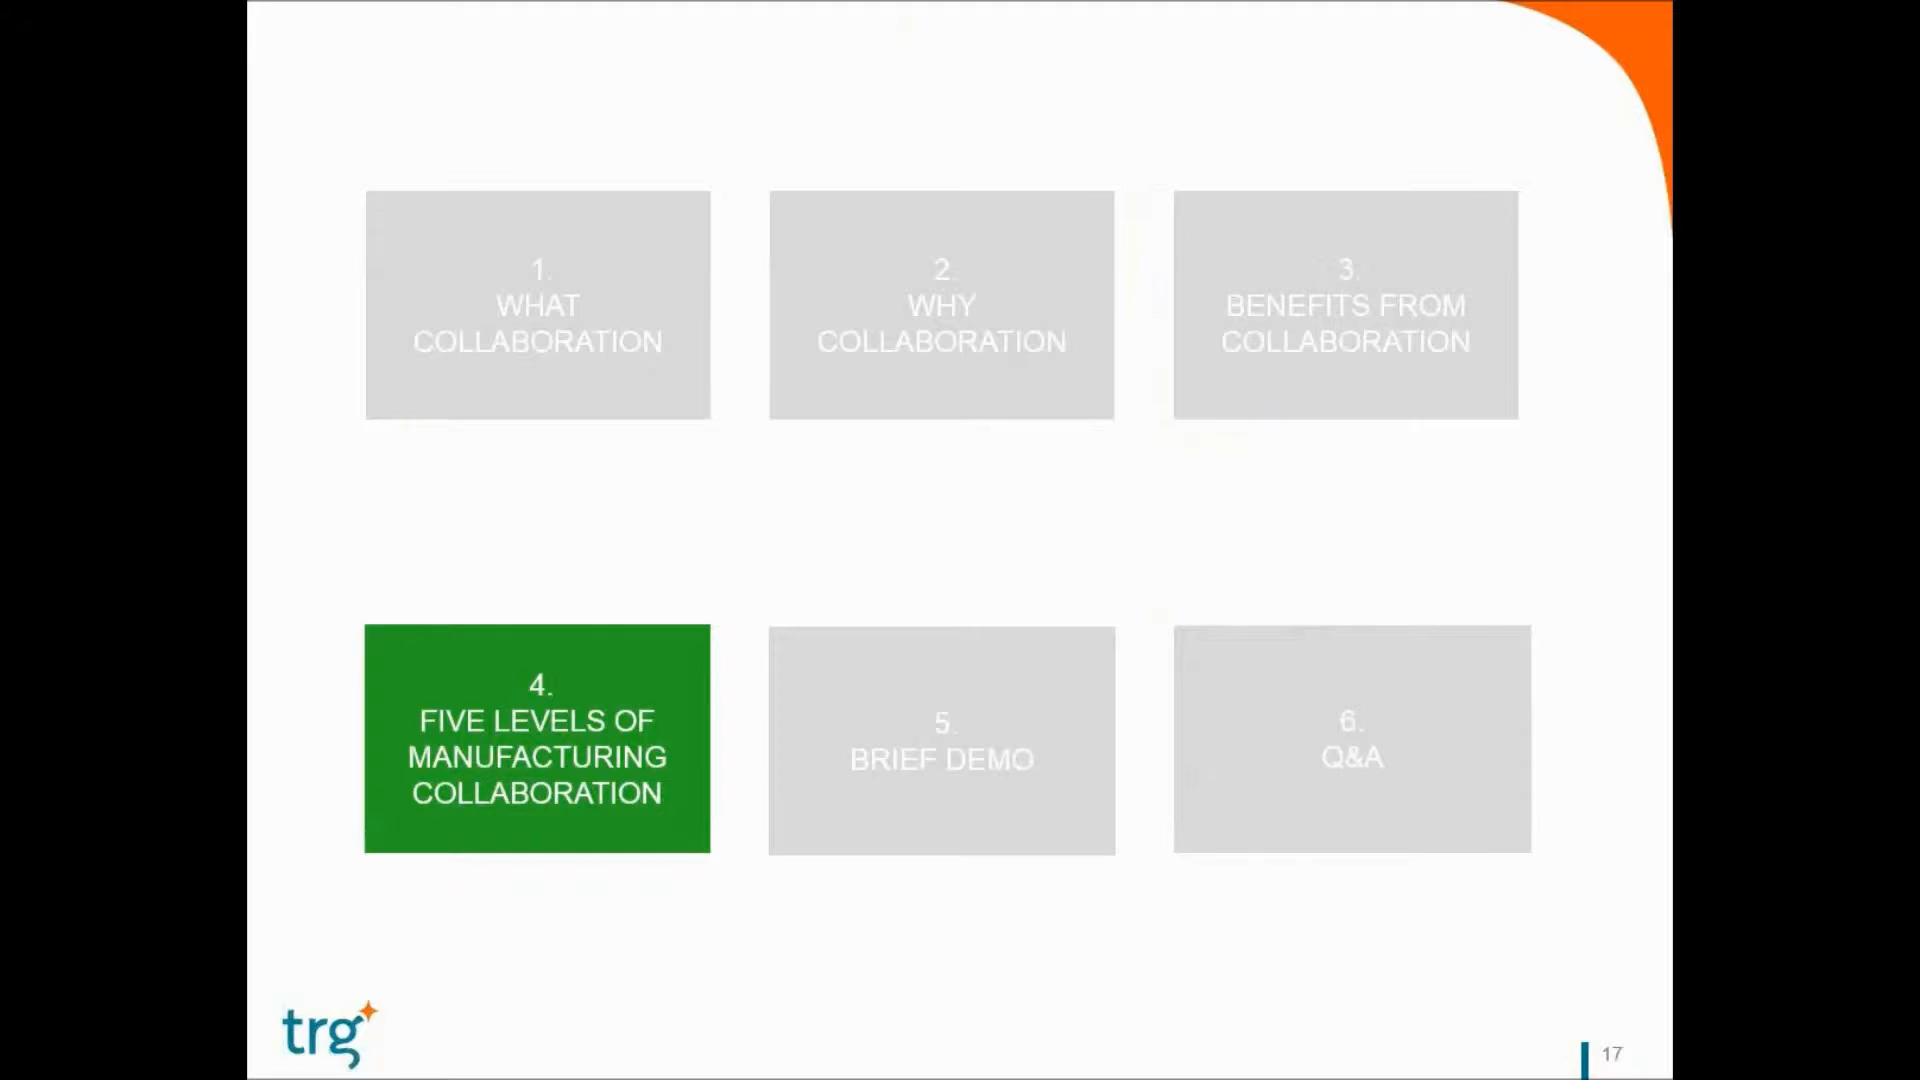 1.
WHAT
COLLABORATION
2.
WHY
COLLABORATION
3.
BENEFITS FROM
COLLABORATION
4.
FIVE LEVELS OF
MANUFACTURING
COLLABORATION
5.
BRIEF DEMO
6.
Q&A
trg
17